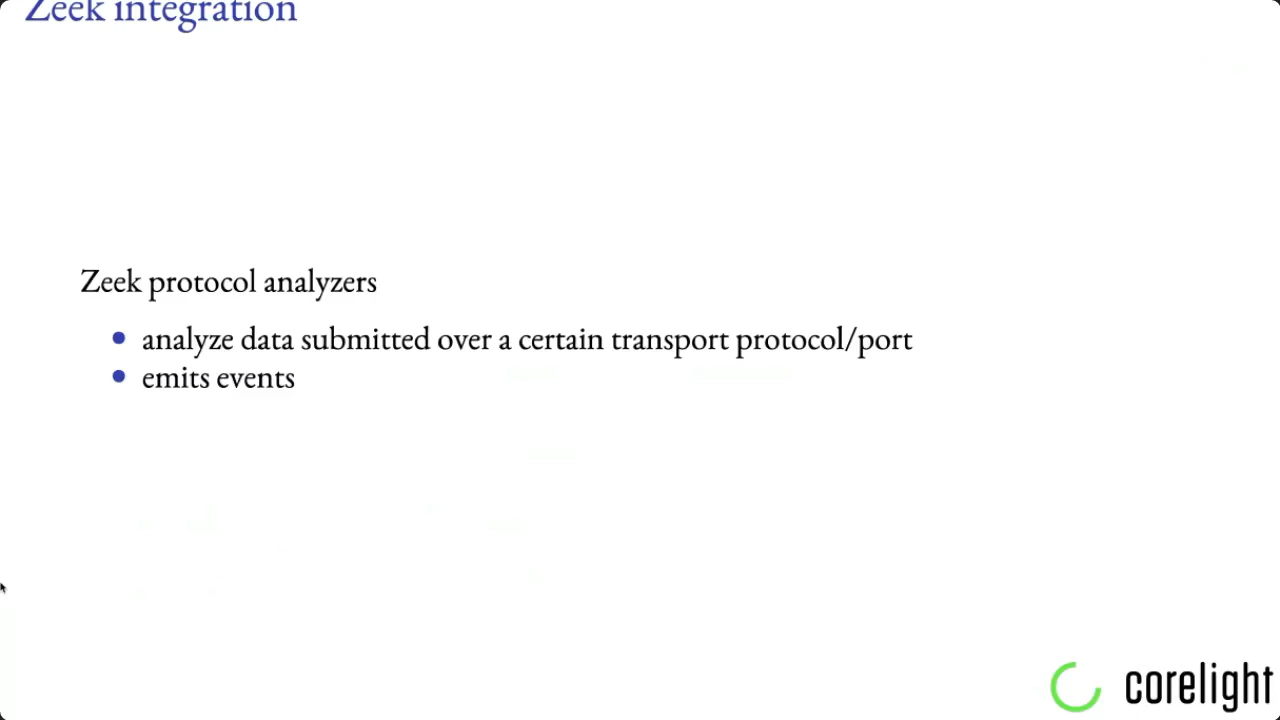 Zeek integration
Zeek protocol analyzers
analyze data submitted over a certain transport protocol/port
emits events
corelight